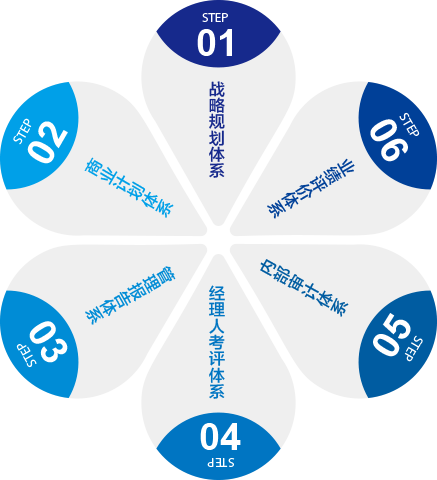 STEP
01
战略规划体系
STEP
02
商业计划体系
STEP
03
管理报告体系
04
STEP
经理人考评体系
STEP
05
内部审计体系
STEP
06
业绩评价体系